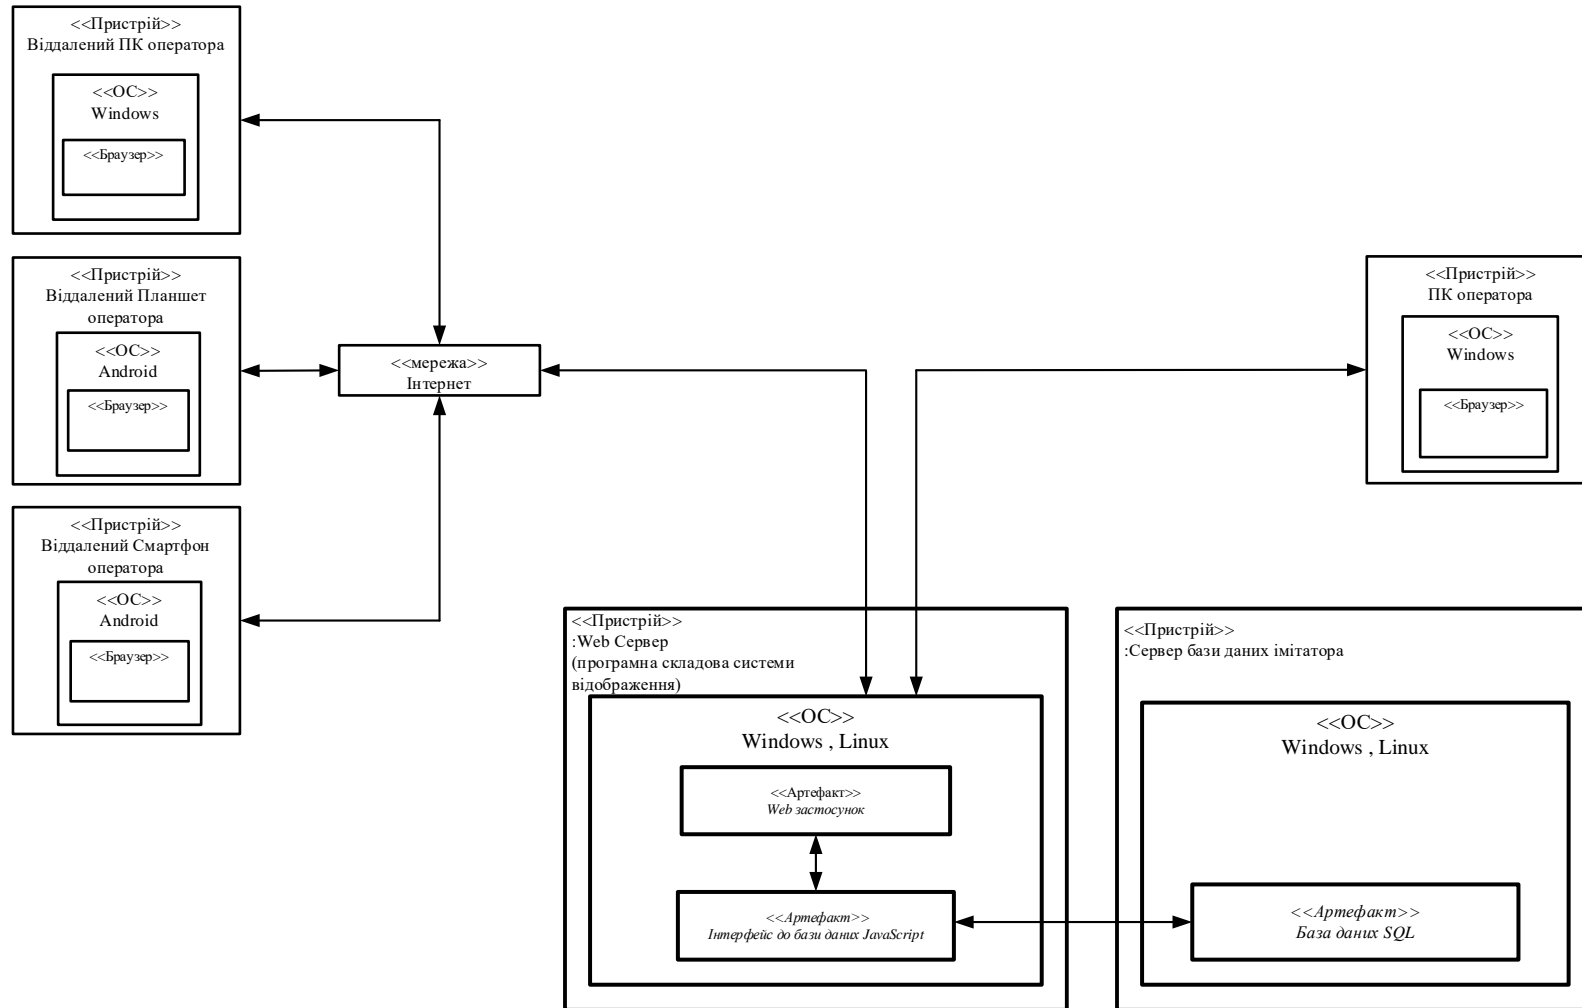 <<Пристрій>>
Віддалений ПК оператора
<<ОС>>
Windows
<<Браузер>>
<<Пристрій>>
Віддалений Планшет
оператора
<<ОС>>
Android
<<Браузер>>
<<Пристрій>>
Віддалений Смартфон
оператора
<<ОС>>
Android
<<Браузер>>
<<мережа>>
Інтернет
<<Пристрій>>
ПК оператора
<<ОС>>
Windows
<<Браузер>>
<<Пристрій>>
:Web Сервер
(програмна складова системи
відображення)
<<ОС>>
Windows , Linux
<<Артефакт>>
Web застосунок
<<Артефакт>>
Інтерфейс до бази даних JavaScript
<<Пристрій>>
:Сервер бази даних імітатора
<<ОС>>
Windows , Linux
<<Артефакт>>
База даних SQL